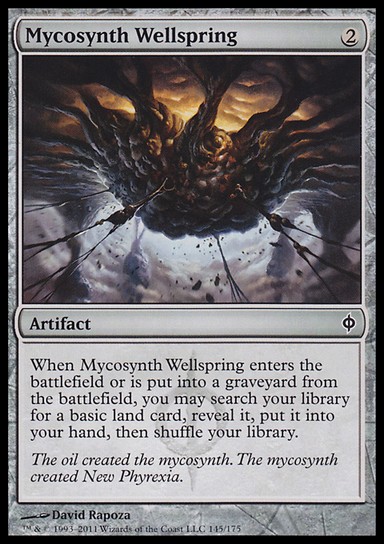 Mycosynth Wellspring 2
Artifact
When Mycosynth Wellspring enters the
battlefield or is put into a graveyard from
the battlefield, you may search your library
for a basic land card, reveal it, put it into
your hand, then shuffle your library.
The oil created the mycosynth. The mycosynth
created New Phyrexia.
David Rapoza
™ & © 1993–2011 Wizards of the Coast LLC 145/175